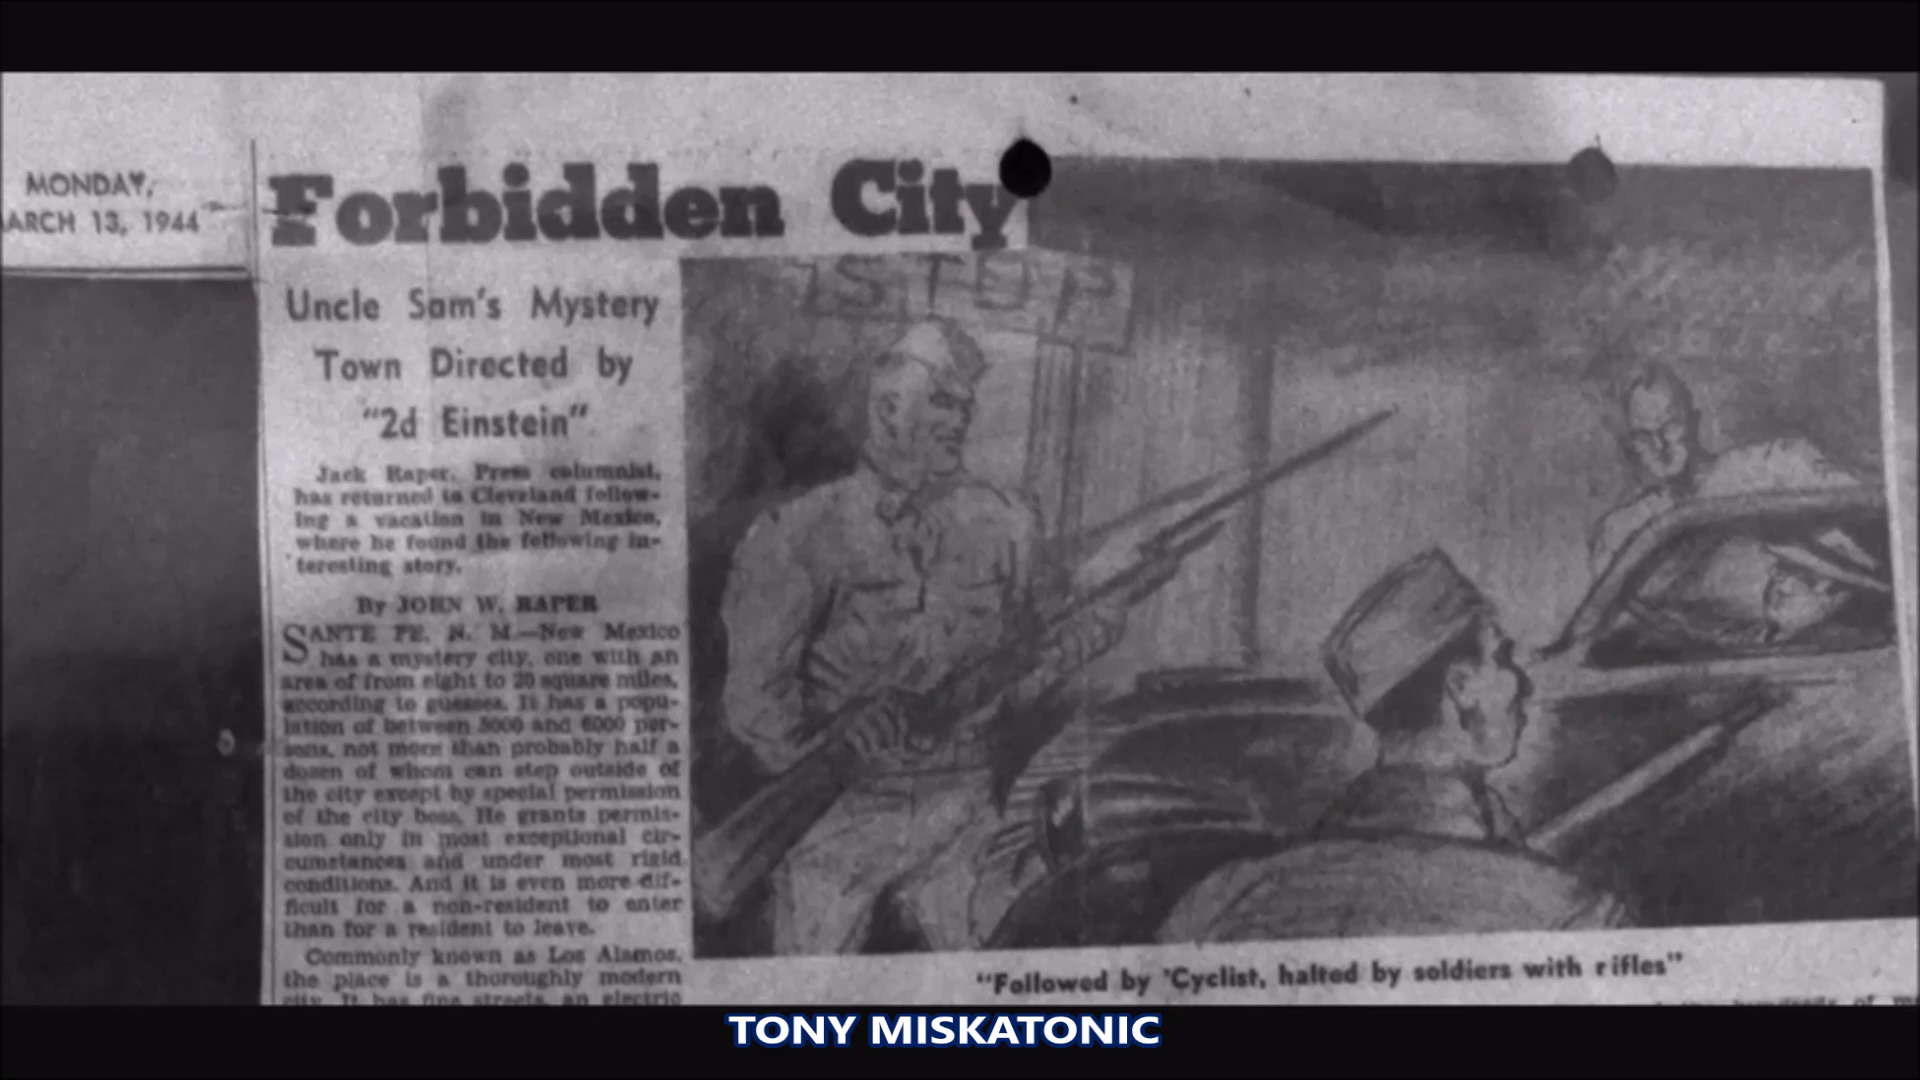 MONDAY,
ARCH 13, 1944
Forbidden City
Uncle Sam's Mystery
Town Directed by
"2d Einstein"
Jack Raper, Press columnist,
has returned to Cleveland follow-
ing a vacation in New Mexico,
where he found the following in-
teresting story.
By JOHN W. RAPER
SANTE FE, N. M.—New Mexico
has a mystery city, one with an
area of from eight to 20 square miles,
according to guesses. It has a popu-
lation of between 5000 and 6000 per-
sons, not more than probably half a
dozen of whom can step outside of
the city except by special permission
of the city boss. He grants permis-
sion only in most exceptional cir-
cumstances and under most rigid
conditions. And it is even more dif-
ficult for a non-resident to enter
than for a resident to leave.
Commonly known as Los Alamos,
the place is a thoroughly modern
city. It has fine streets, an electric
STOP
"Followed by 'Cyclist, halted by soldiers with rifles"
TONY MISKATONIC